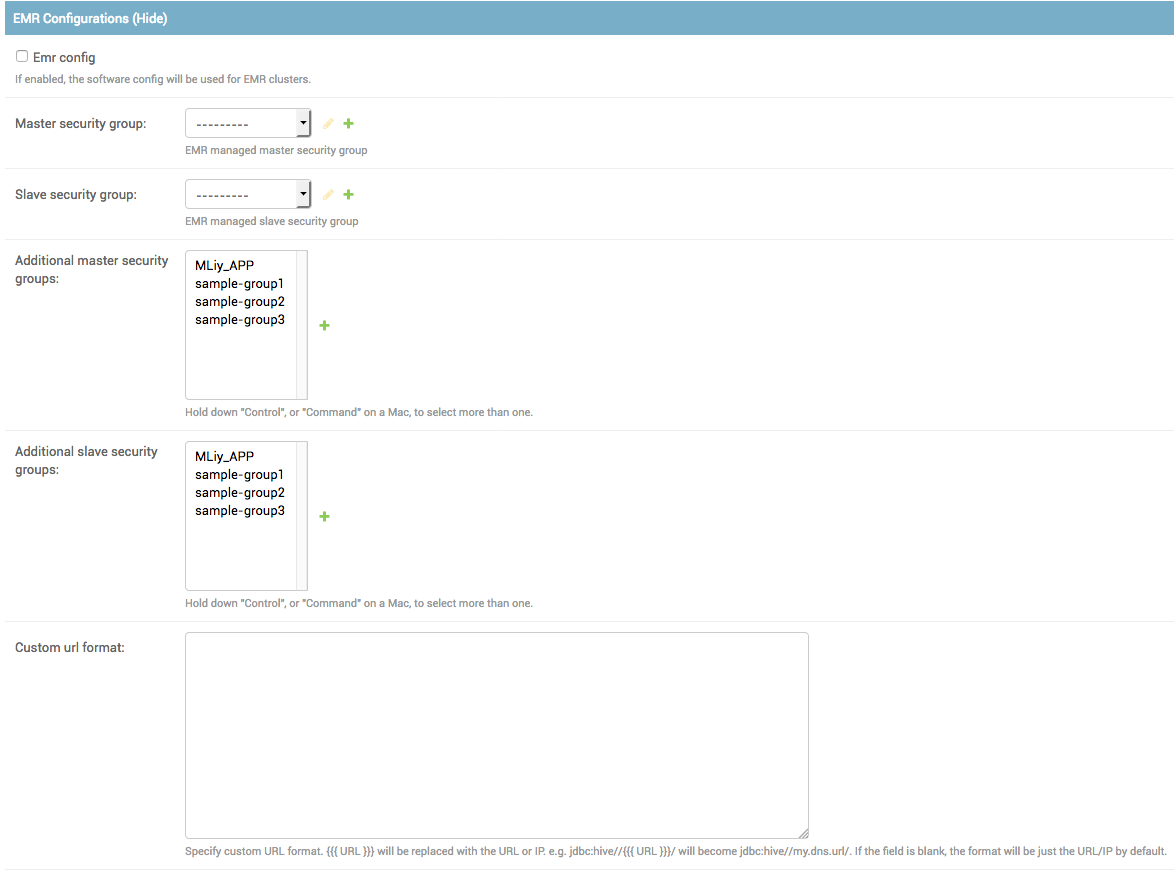 EMR Configurations (Hide)
Emr config
If enabled, the software config will be used for EMR clusters.
Master security group:
---------
EMR managed master security group
Slave security group:
---------
EMR managed slave security group
Additional master security
groups:
MLiy_APP
sample-group1
sample-group2
sample-group3
Hold down "Control", or "Command" on a Mac, to select more than one.
Additional slave security
groups:
MLiy_APP
sample-group1
sample-group2
sample-group3
Hold down "Control", or "Command" on a Mac, to select more than one.
Custom url format:
Specify custom URL format. {{{ URL }}} will be replaced with the URL or IP. e.g. jdbc:hive//{{{ URL }}}/ will become jdbc:hive//my.dns.url/. If the field is blank, the format will be just the URL/IP by default.